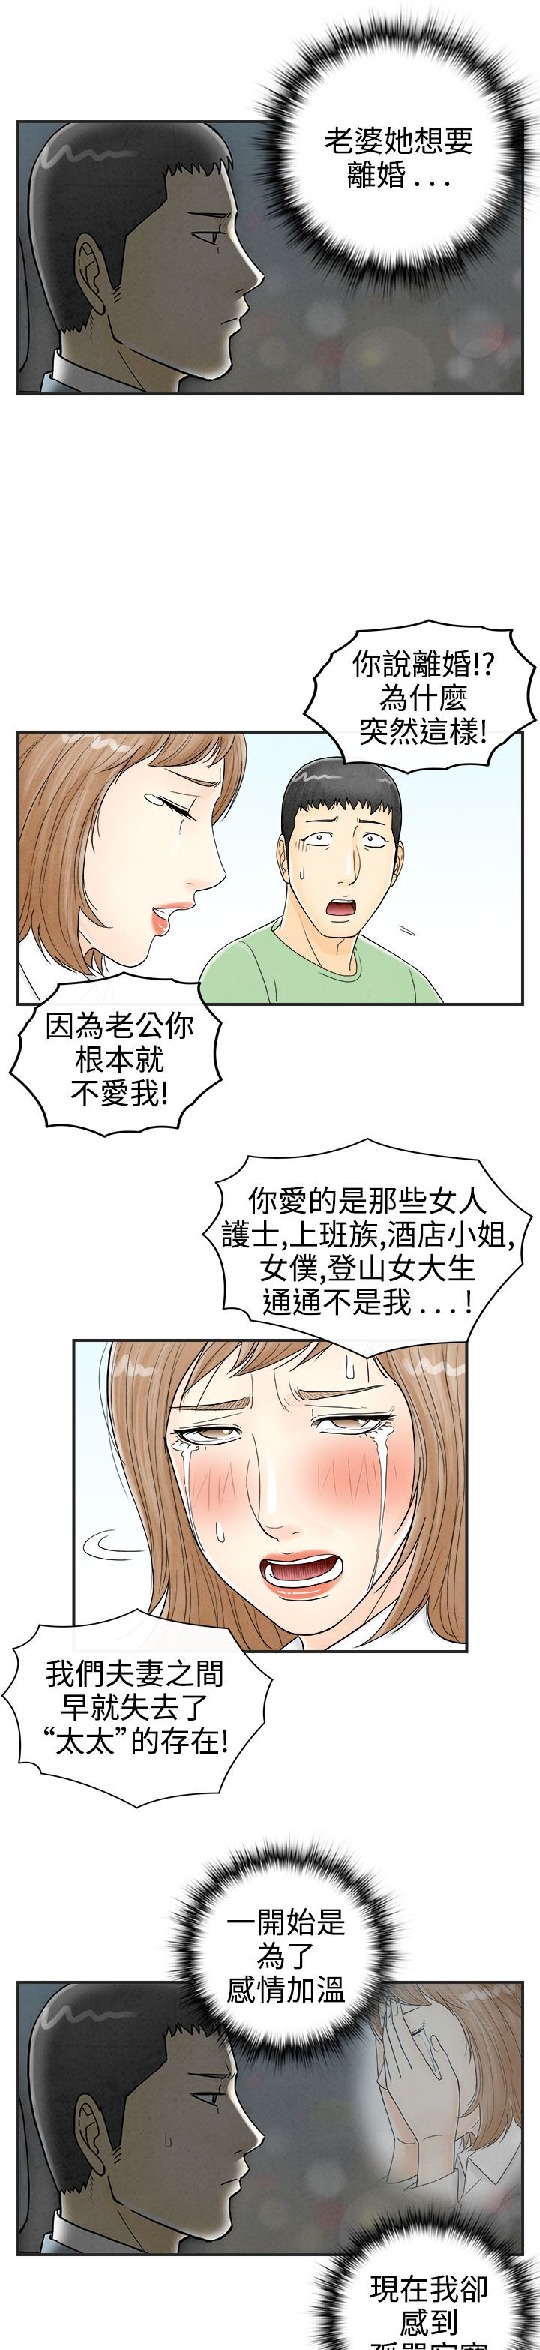 老婆她想要
離婚...
你說離婚!?
為什麼
突然這樣!
因為老公你
根本就
不愛我!
你愛的是那些女人
護士,上班族,酒店小姐,
女僕,登山女大生
通通不是我...!
我們夫妻之間
早就失去了
“太太”的存在!
一開始是
為了
感情加溫
現在我卻
感到